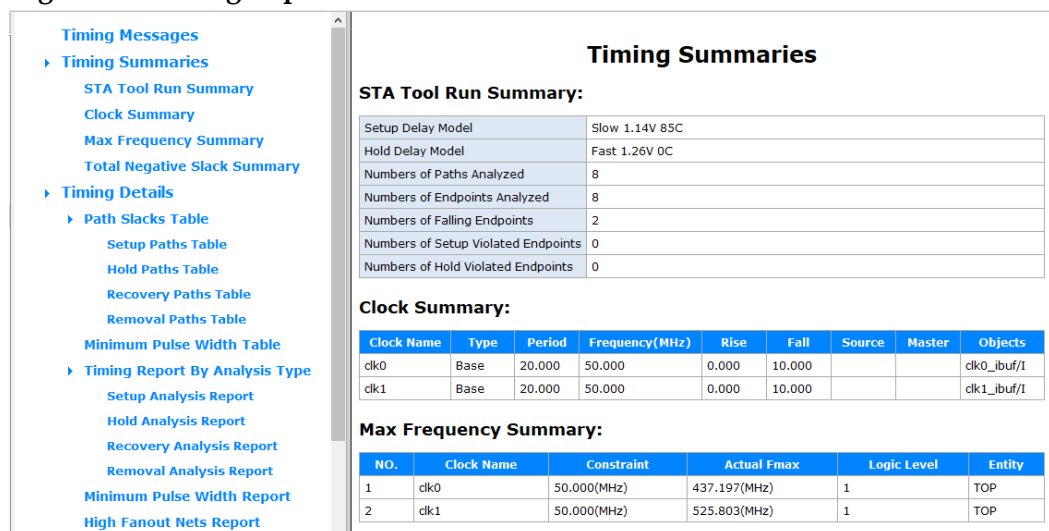 Timing Messages
Timing Summaries
STA Tool Run Summary
Clock Summary
Max Frequency Summary
Total Negative Slack Summary
Timing Details
Path Slacks Table
Setup Paths Table
Hold Paths Table
Recovery Paths Table
Removal Paths Table
Minimum Pulse Width Table
Timing Report By Analysis Type
Setup Analysis Report
Hold Analysis Report
Recovery Analysis Report
Removal Analysis Report
Minimum Pulse Width Report
High Fanout Nets Report
Timing Summaries
STA Tool Run Summary:
Setup Delay Model Slow 1.14V 85C
Hold Delay Model Fast 1.26V 0C
Numbers of Paths Analyzed 8
Numbers of Endpoints Analyzed 8
Numbers of Falling Endpoints 2
Numbers of Setup Violated Endpoints 0
Numbers of Hold Violated Endpoints 0
Clock Summary:
Clock Name Type Period Frequency(MHz) Rise Fall Source Master Objects
clk0 Base 20.000 50.000 0.000 10.000 clk0_ibuf/I
clk1 Base 20.000 50.000 0.000 10.000 clk1_ibuf/I
Max Frequency Summary:
NO. Clock Name Constraint Actual Fmax Logic Level Entity
1 clk0 50.000(MHz) 437.197(MHz) 1 TOP
2 clk1 50.000(MHz) 525.803(MHz) 1 TOP